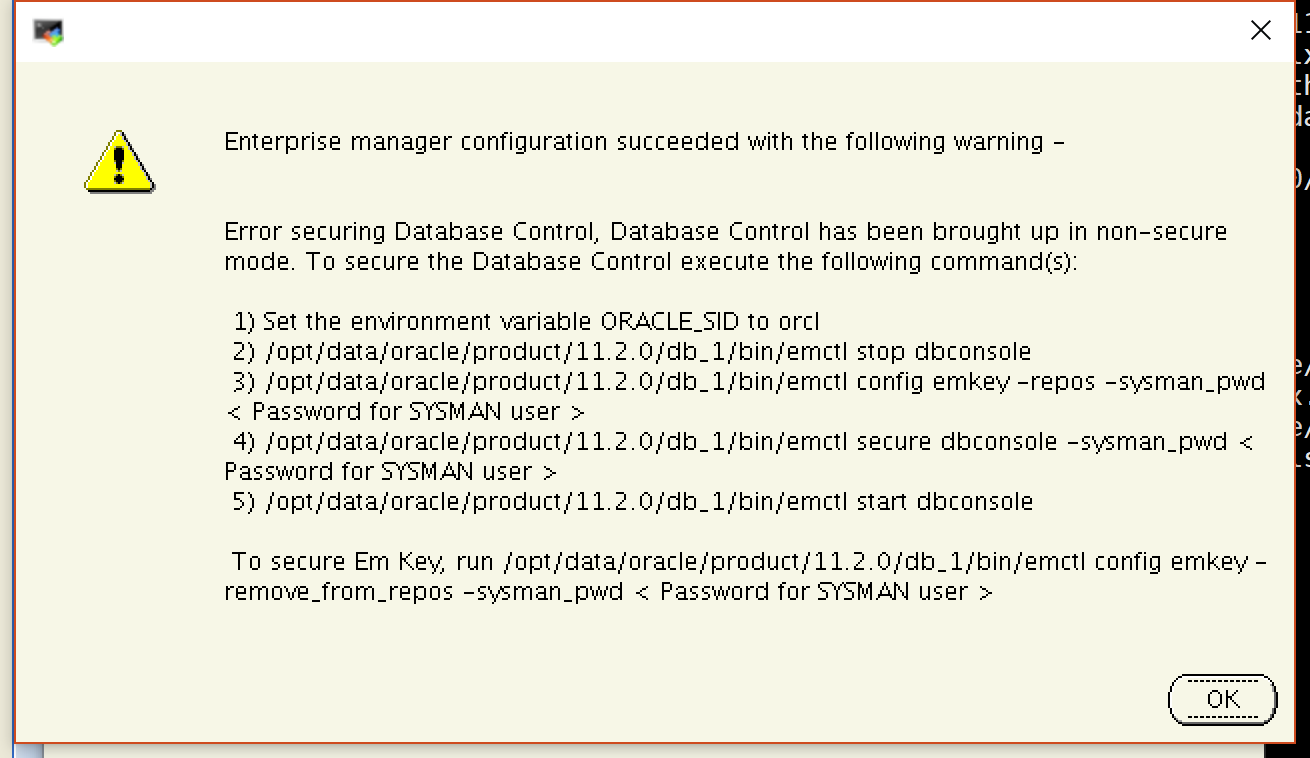 Enterprise manager configuration succeeded with the following warning -
Error securing Database Control, Database Control has been brought up in non-secure
mode. To secure the Database Control execute the following command(s):
1) Set the environment variable ORACLE_SID to orcl
2) /opt/data/oracle/product/11.2.0/db_1/bin/emctl stop dbconsole
3) /opt/data/oracle/product/11.2.0/db_1/bin/emctl config emkey -repos -sysman_pwd
< Password for SYSMAN user >
4) /opt/data/oracle/product/11.2.0/db_1/bin/emctl secure dbconsole -sysman_pwd <
Password for SYSMAN user >
5) /opt/data/oracle/product/11.2.0/db_1/bin/emctl start dbconsole
To secure Em Key, run /opt/data/oracle/product/11.2.0/db_1/bin/emctl config emkey -
remove_from_repos -sysman_pwd < Password for SYSMAN user >
OK